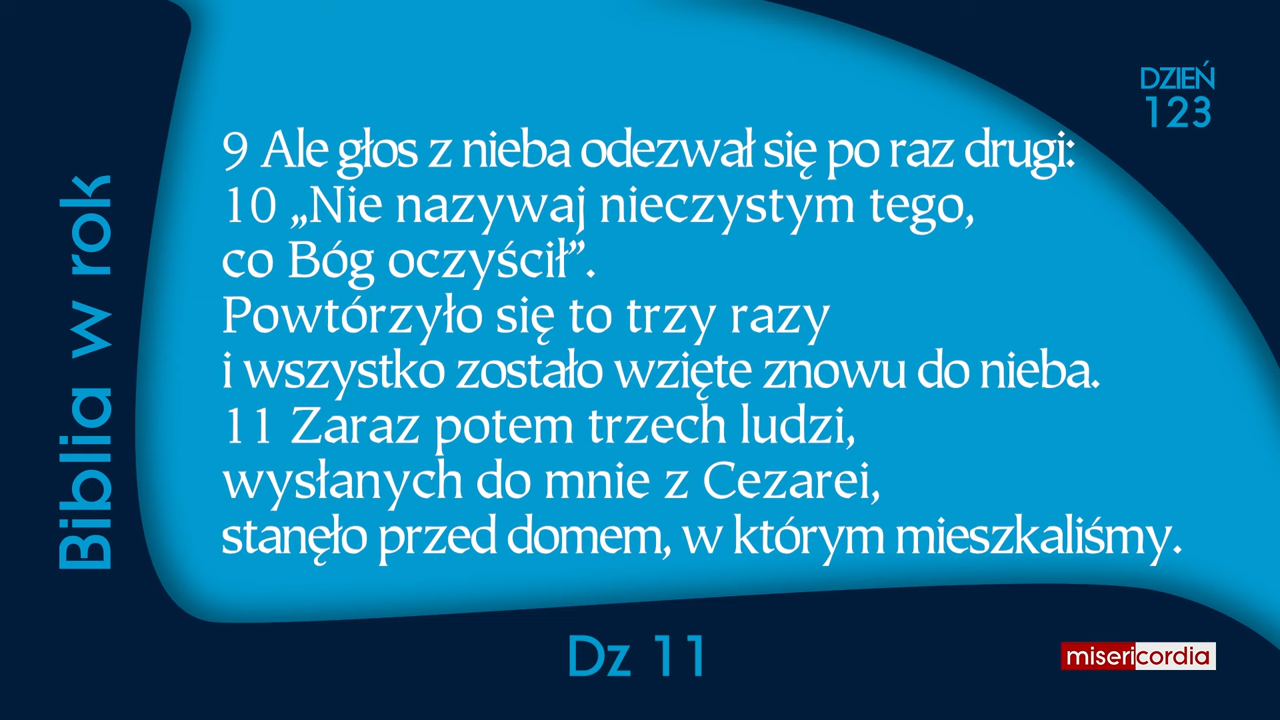 DZIEŃ
123
9 Ale głos z nieba odezwał się po raz drugi:
10 „Nie nazywaj nieczystym tego,
co Bóg oczyścił”.
Powtórzyło się to trzy razy
i wszystko zostało wzięte znowu do nieba.
11 Zaraz potem trzech ludzi,
wysłanych do mnie z Cezarei,
stanęło przed domem, w którym mieszkaliśmy.
Biblia w rok
Dz 11
misericordia